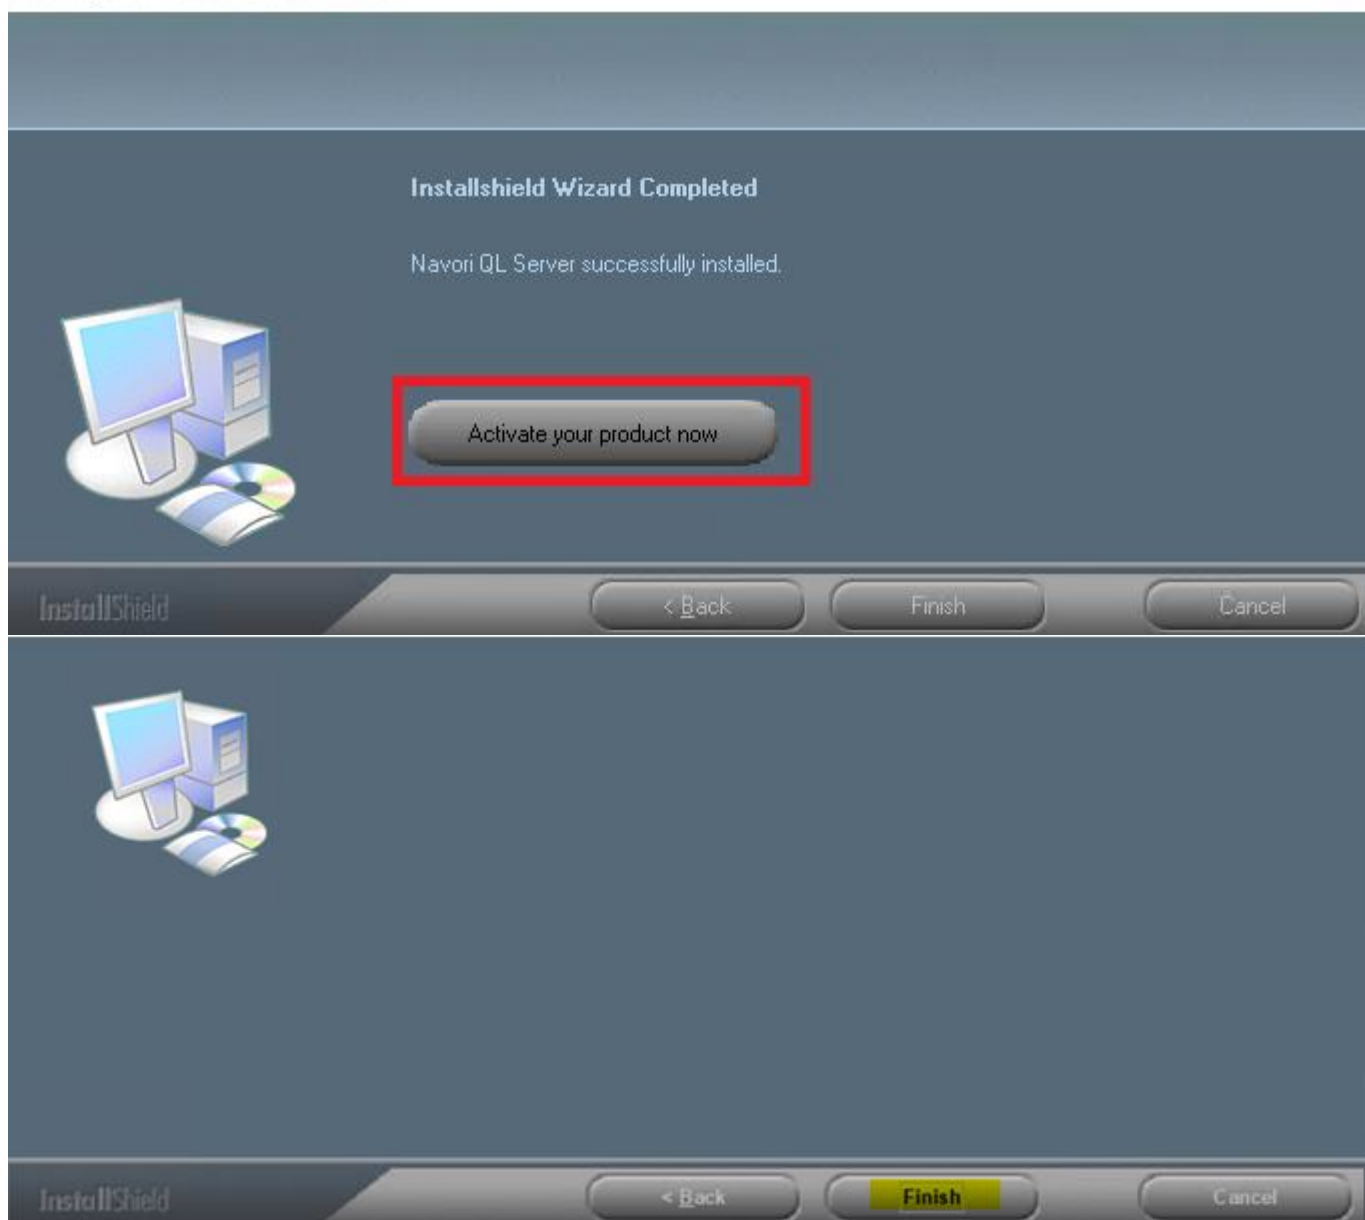 Installshield Wizard Completed
Navori QL Server successfully installed.
Activate your product now
InstallShield
< Back
Finish
Cancel
InstallShield
< Back
Finish
Cancel